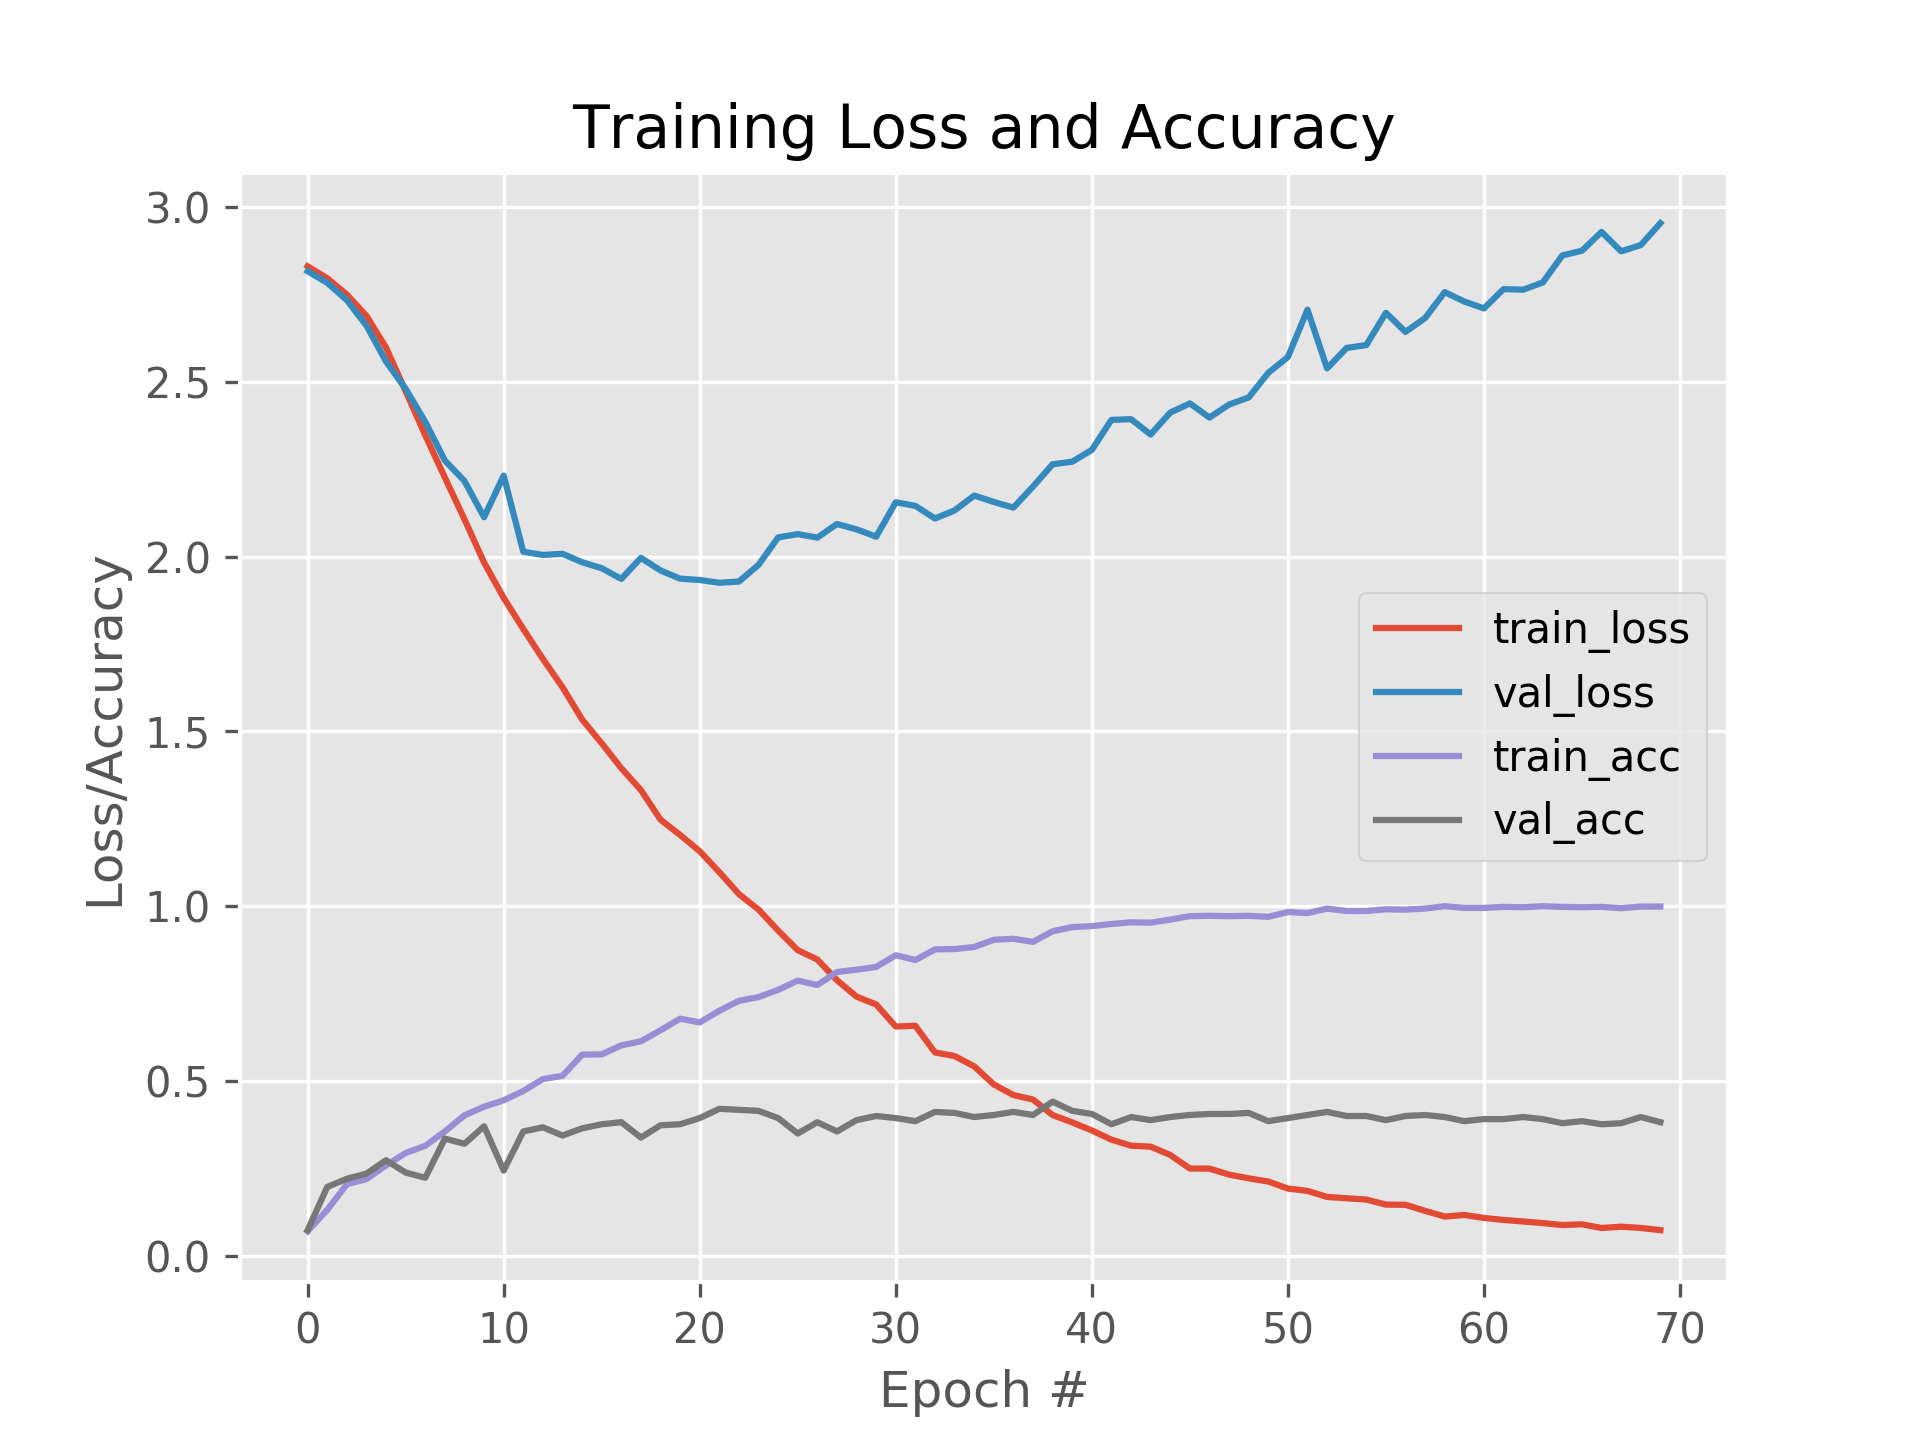 Training Loss and Accuracy
3.0
2.5
2.0
1.5
1.0
0.5
0.0
Loss/Accuracy
train_loss
val_loss
train_acc
val_acc
0 10 20 30 40 50 60 70
Epoch #